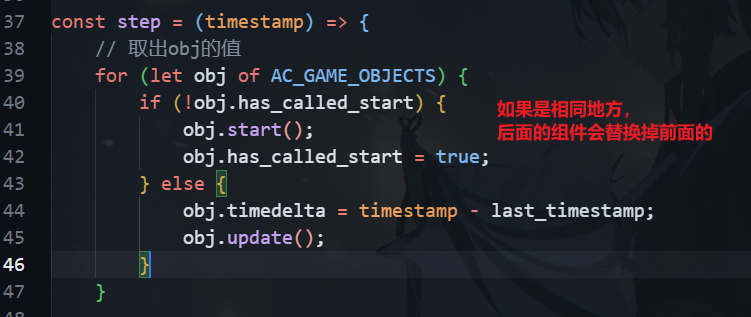 37 const step = (timestamp) => {
38 // 取出obj的值
39 for (let obj of AC_GAME_OBJECTS) {
40 if (!obj.has_called_start) {
如果是相同地方，
41 obj.start();
后面的组件会替换掉前面的
42 obj.has_called_start = true;
43 } else {
44 obj.timedelta = timestamp - last_timestamp;
45 obj.update();
46 }
47 }